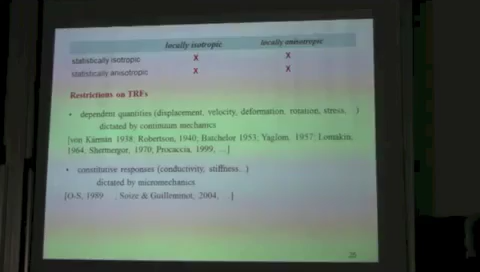 locally isotropic locally anisotropic
statistically isotropic X X
statistically anisotropic X X
Restrictions on TRFs
• dependent quantities (displacement, velocity, deformation, rotation, stress, ..)
dictated by continuum mechanics
[von Kármán 1938; Robertson, 1940; Batchelor 1953; Yaglom, 1957; Lomakin,
1964, Shermergor, 1970, Procaccia, 1999, ...]
• constitutive responses (conductivity, stiffness...)
dictated by micromechanics
[O-S, 1989 ... Soize & Guilleminot, 2004, ...]